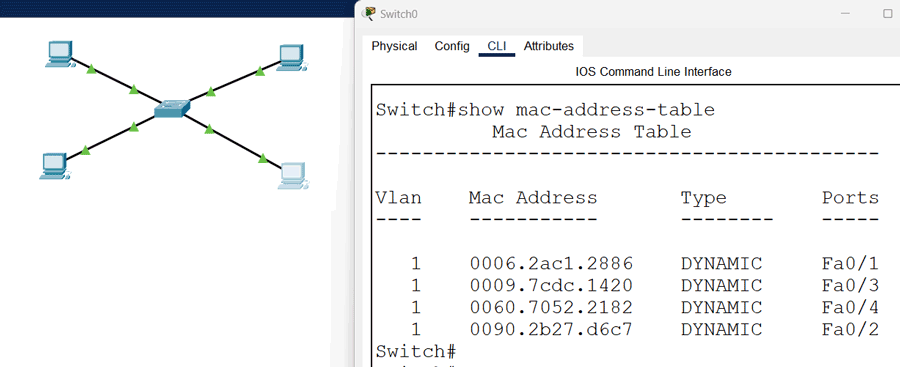 Switch0
Physical Config CLI Attributes
IOS Command Line Interface
Switch#show mac-address-table
Mac Address Table
-------------------------------------------
Vlan Mac Address Type Ports
---- ----------- -------- -----
1 0006.2ac1.2886 DYNAMIC Fa0/1
1 0009.7cdc.1420 DYNAMIC Fa0/3
1 0060.7052.2182 DYNAMIC Fa0/4
1 0090.2b27.d6c7 DYNAMIC Fa0/2
Switch#